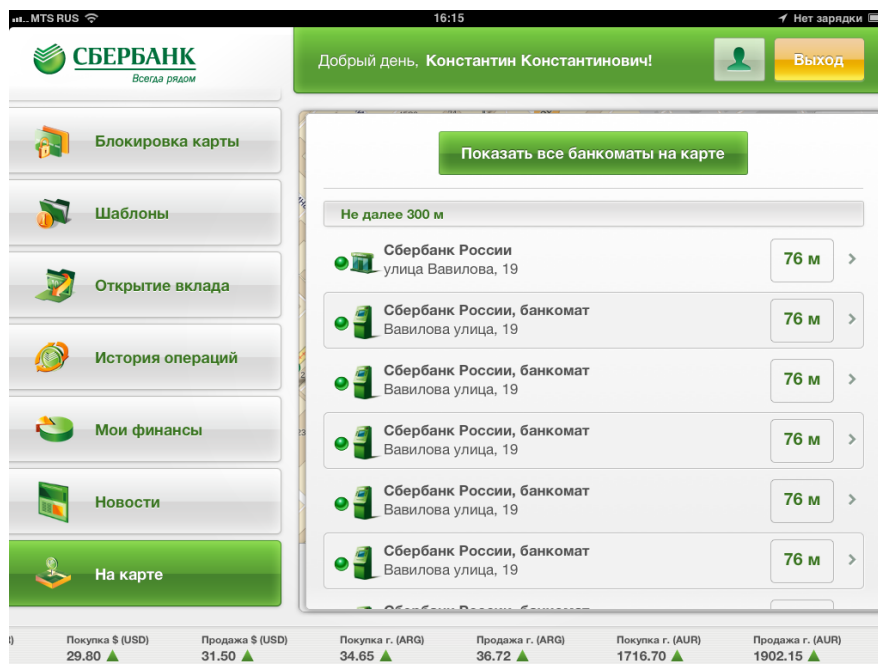 MTS RUS 16:15 Нет зарядки
СБЕРБАНК
Всегда рядом
Добрый день, Константин Константинович!
Выход
Блокировка карты
Шаблоны
Открытие вклада
История операций
Мои финансы
Новости
На карте
Показать все банкоматы на карте
Не далее 300 м
Сбербанк России
улица Вавилова, 19
76 м
Сбербанк России, банкомат
Вавилова улица, 19
76 м
Сбербанк России, банкомат
Вавилова улица, 19
76 м
Сбербанк России, банкомат
Вавилова улица, 19
76 м
Сбербанк России, банкомат
Вавилова улица, 19
76 м
Сбербанк России, банкомат
Вавилова улица, 19
76 м
Сбербанк России, банкомат
Покупка $ (USD) Продажа $ (USD) Покупка г. (ARG) Продажа г. (ARG) Покупка г. (AUR) Продажа г. (AUR)
29.80 31.50 34.65 36.72 1716.70 1902.15